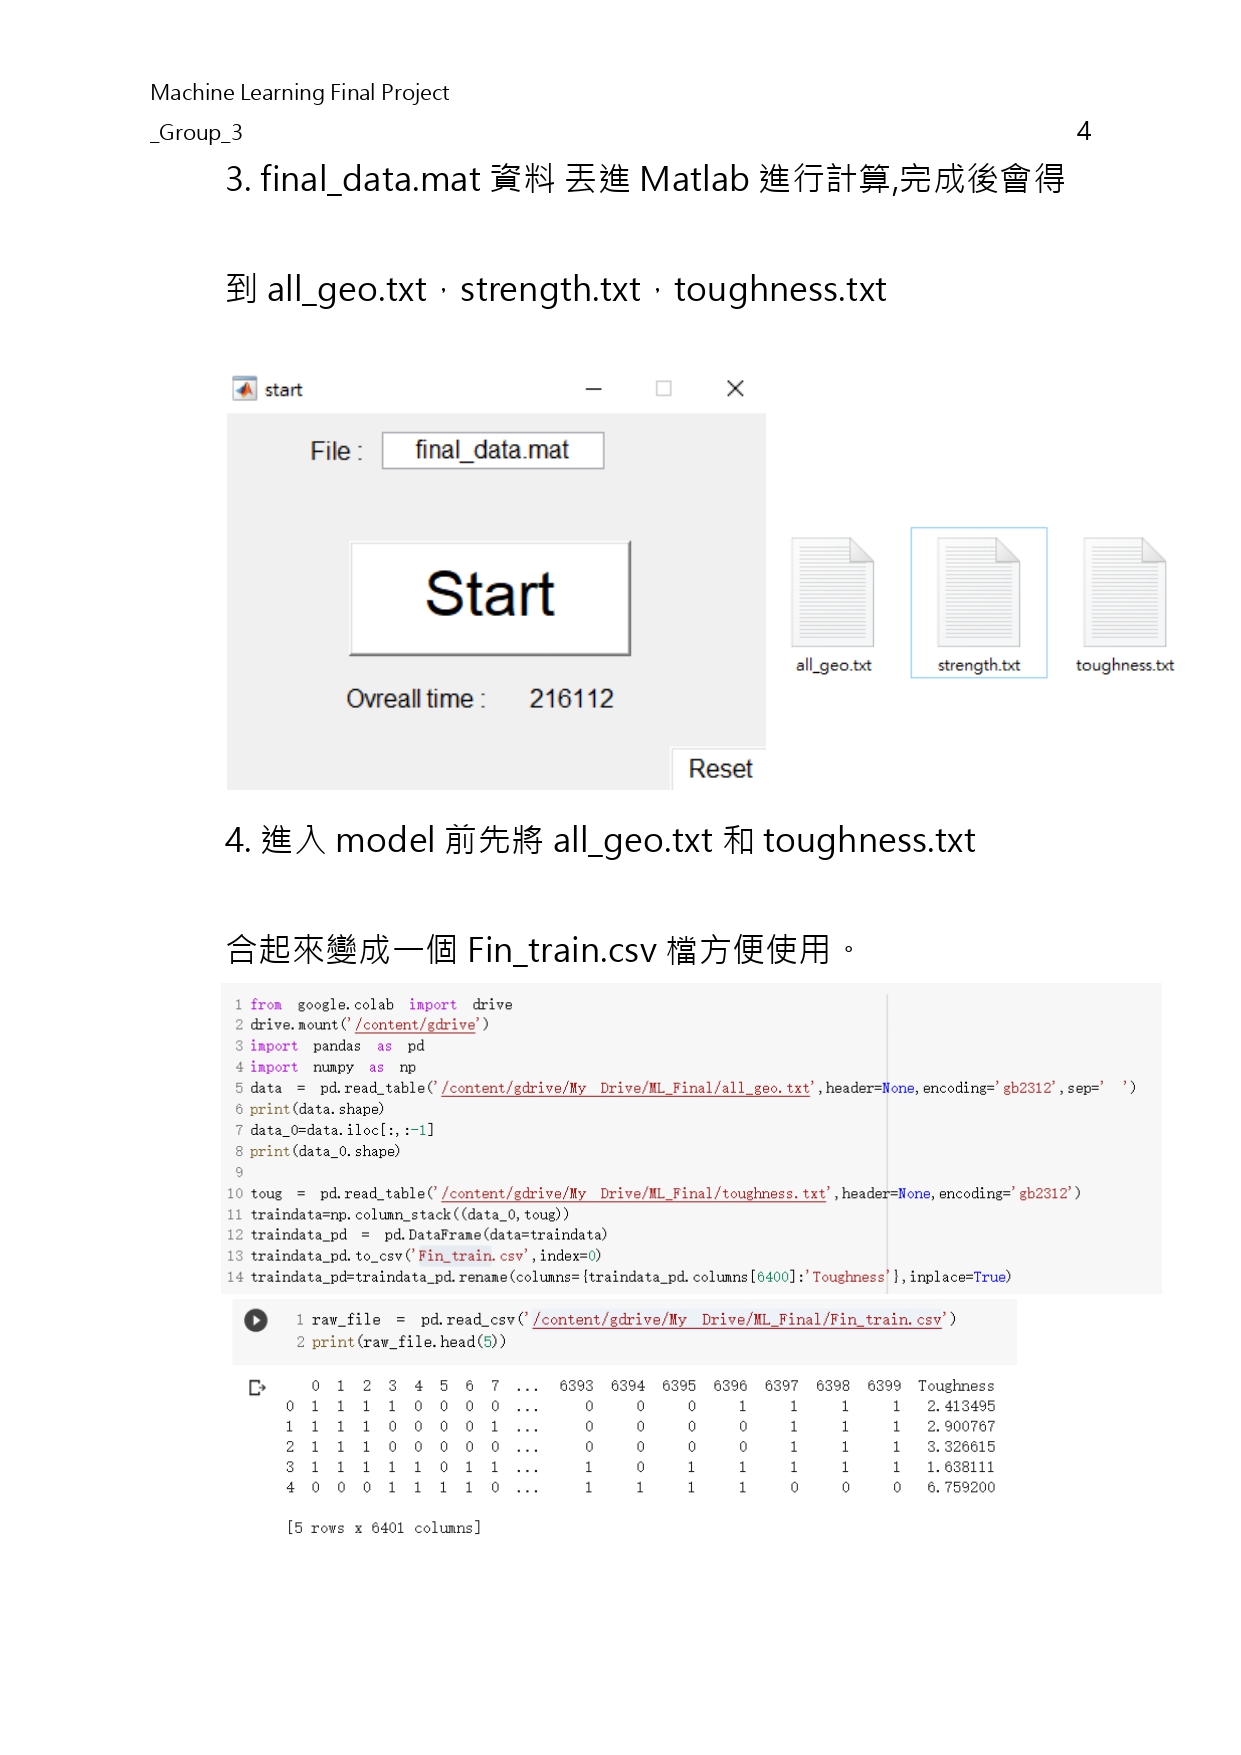 Machine Learning Final Project
_Group_3
4
3. final_data.mat 資料 丟進 Matlab 進行計算,完成後會得
到 all_geo.txt，strength.txt，toughness.txt
start
File : final_data.mat
Start
Ovreall time : 216112
Reset
all_geo.txt strength.txt toughness.txt
4. 進入 model 前先將 all_geo.txt 和 toughness.txt
合起來變成一個 Fin_train.csv 檔方便使用。
1 from google.colab import drive
2 drive.mount('/content/gdrive')
3 import pandas as pd
4 import numpy as np
5 data = pd.read_table('/content/gdrive/My Drive/ML_Final/all_geo.txt',header=None,encoding='gb2312',sep=' ')
6 print(data.shape)
7 data_0=data.iloc[:,:-1]
8 print(data_0.shape)
9
10 toug = pd.read_table('/content/gdrive/My Drive/ML_Final/toughness.txt',header=None,encoding='gb2312')
11 traindata=np.column_stack((data_0,toug))
12 traindata_pd = pd.DataFrame(data=traindata)
13 traindata_pd.to_csv('Fin_train.csv',index=0)
14 traindata_pd=traindata_pd.rename(columns={traindata_pd.columns[6400]:'Toughness'},inplace=True)
1 raw_file = pd.read_csv('/content/gdrive/My Drive/ML_Final/Fin_train.csv')
2 print(raw_file.head(5))
0 1 2 3 4 5 6 7 ... 6393 6394 6395 6396 6397 6398 6399 Toughness
0 1 1 1 1 0 0 0 0 ... 0 0 0 1 1 1 1 2.413495
1 1 1 1 0 0 0 0 1 ... 0 0 0 0 1 1 1 2.900767
2 1 1 1 0 0 0 0 0 ... 0 0 0 0 1 1 1 3.326615
3 1 1 1 1 1 0 1 1 ... 1 0 1 1 1 1 1 1.638111
4 0 0 0 1 1 1 1 0 ... 1 1 1 1 0 0 0 6.759200
[5 rows x 6401 columns]